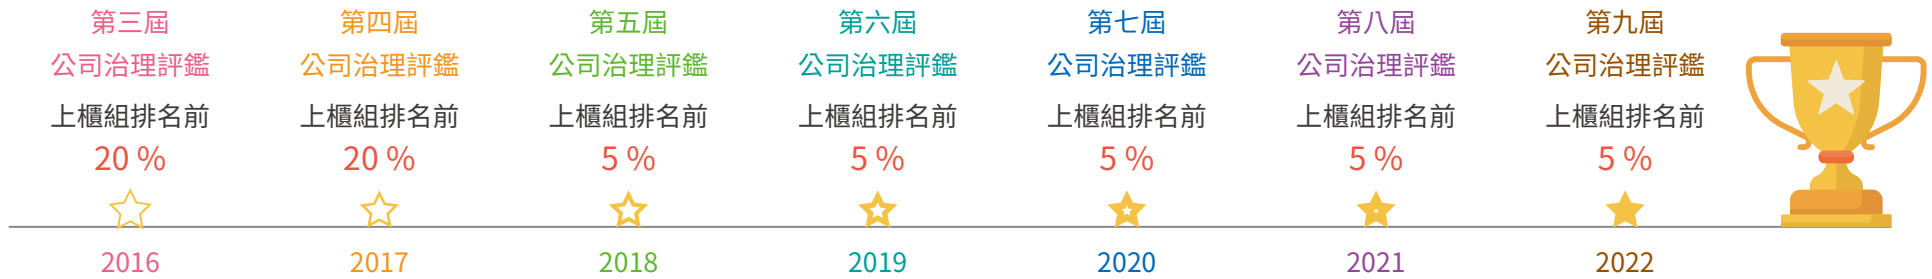 第三屆
公司治理評鑑
上櫃組排名前
20 %
2016
第四屆
公司治理評鑑
上櫃組排名前
20 %
2017
第五屆
公司治理評鑑
上櫃組排名前
5 %
2018
第六屆
公司治理評鑑
上櫃組排名前
5 %
2019
第七屆
公司治理評鑑
上櫃組排名前
5 %
2020
第八屆
公司治理評鑑
上櫃組排名前
5 %
2021
第九屆
公司治理評鑑
上櫃組排名前
5 %
2022